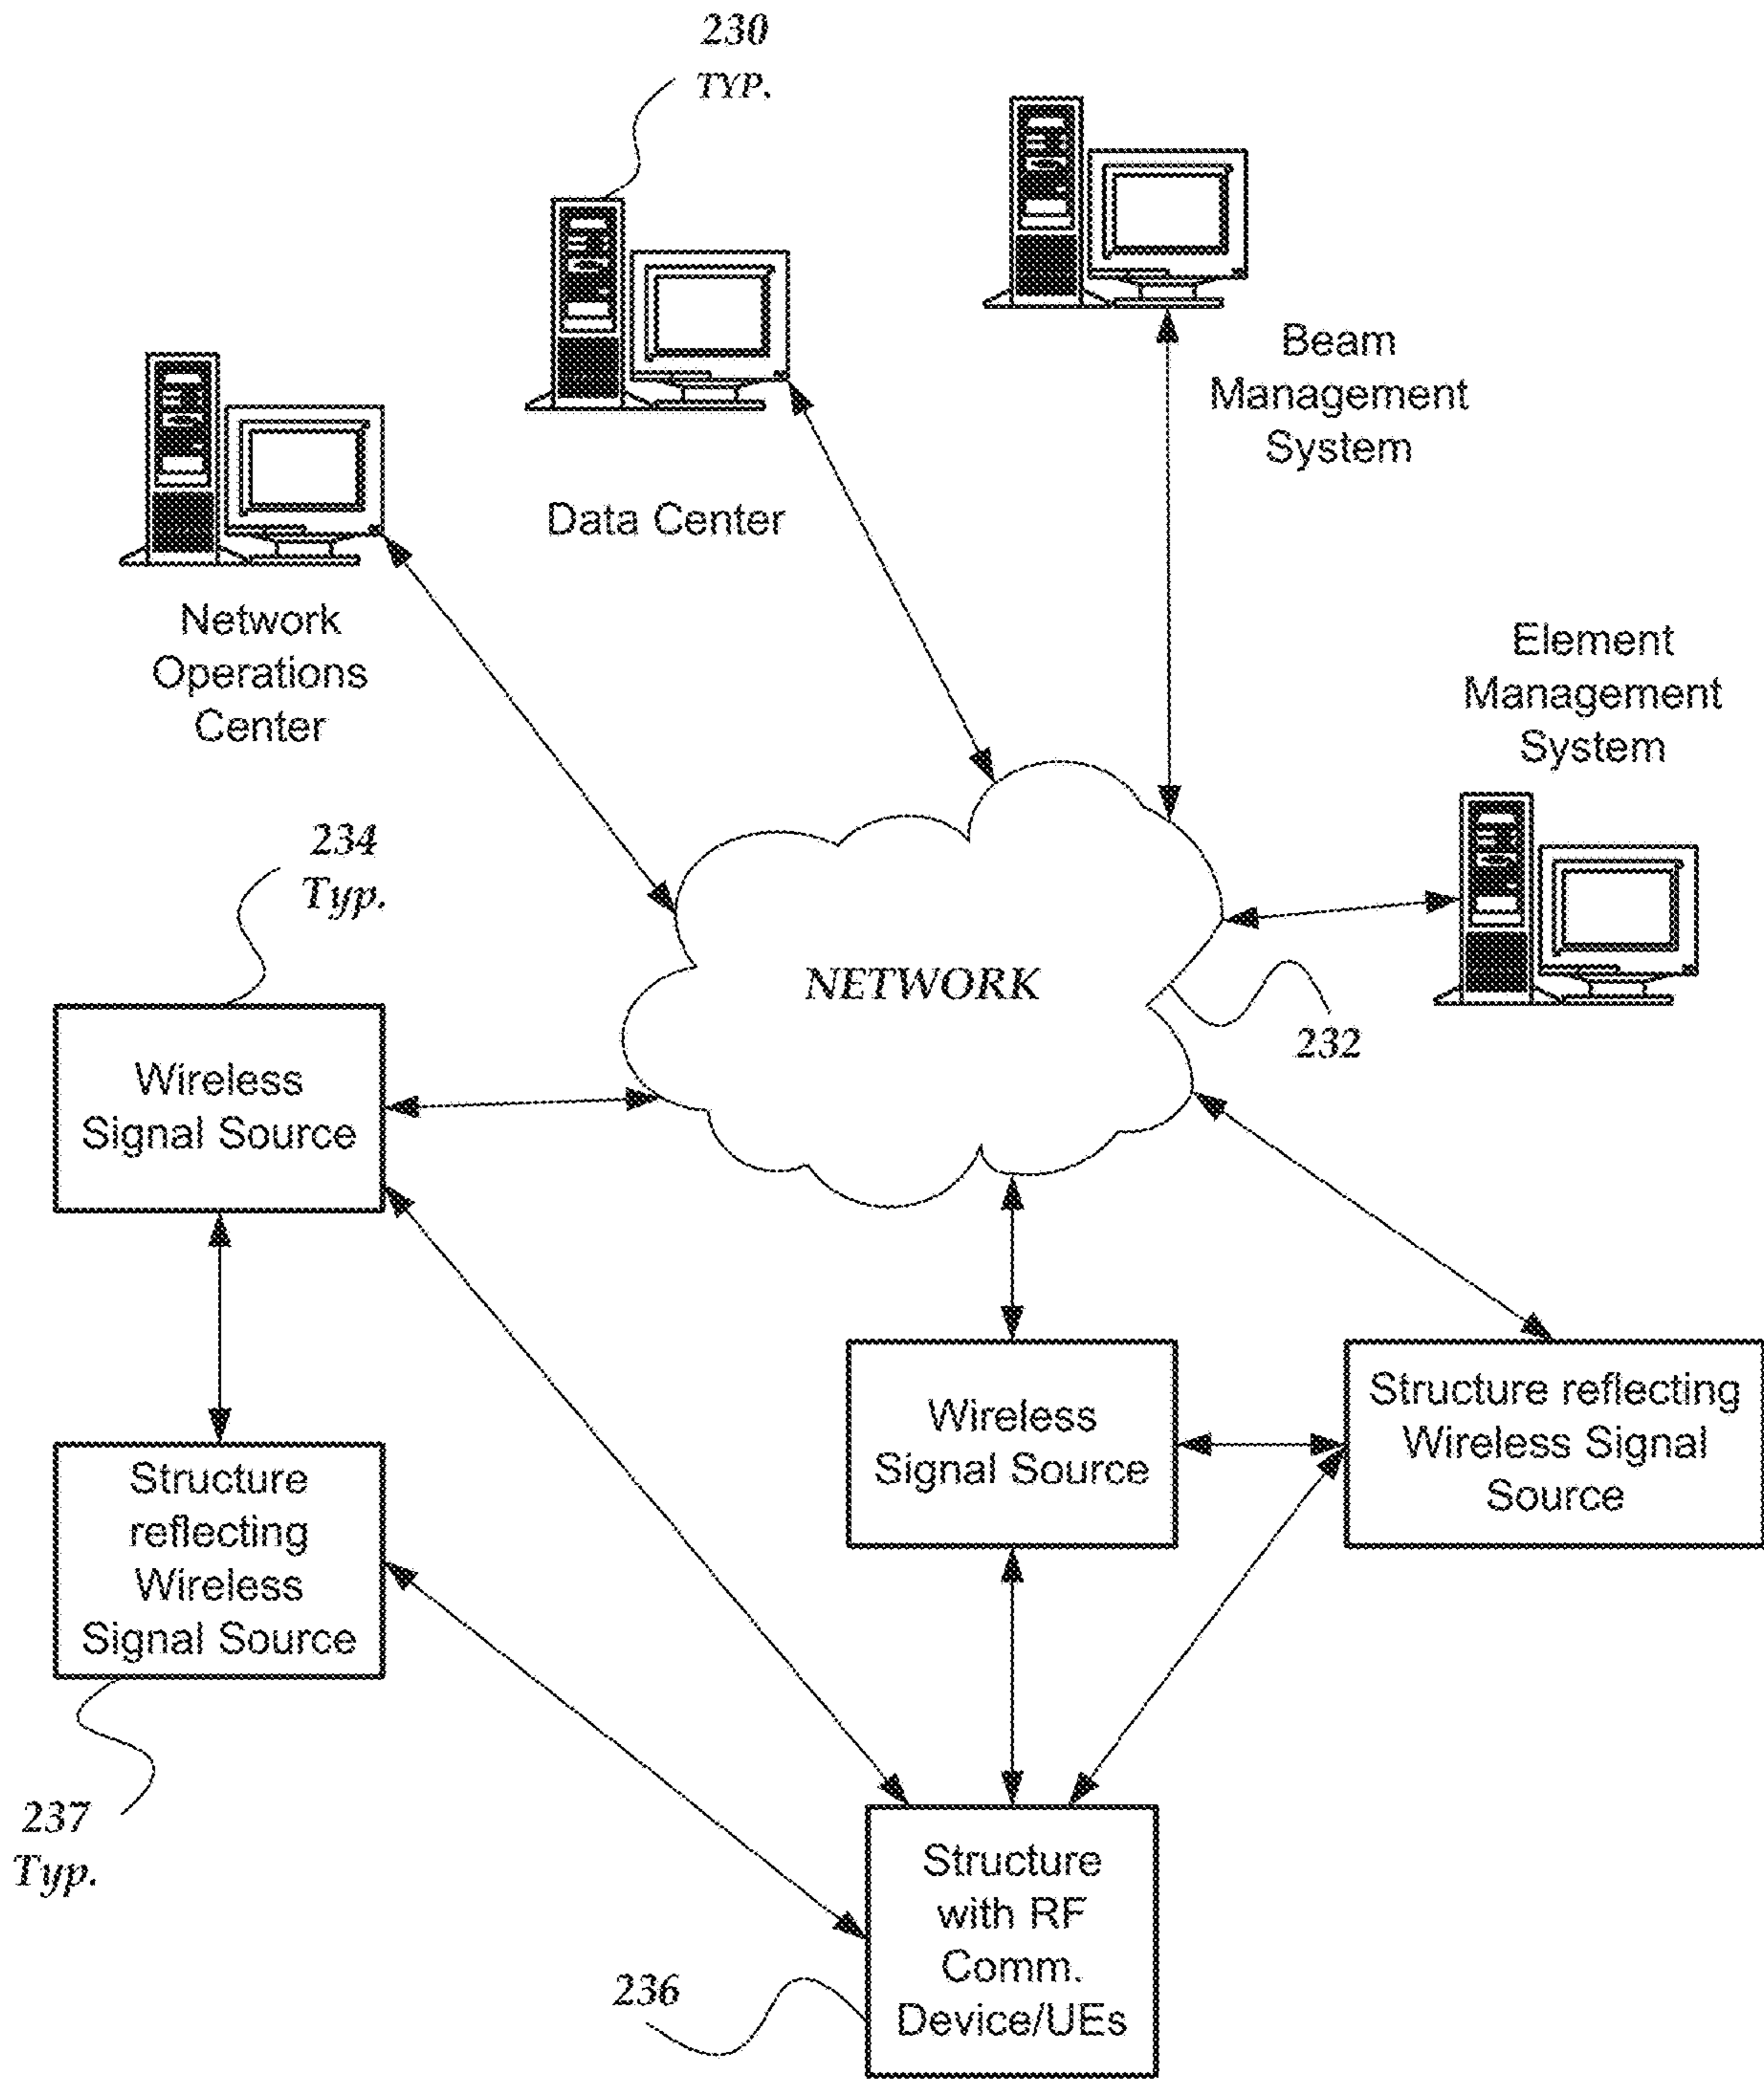 230
TYP.
Beam
Management
System
Data Center
Network
Operations
Center
Element
Management
System
234
Typ.
NETWORK
232
Wireless
Signal Source
Wireless
Signal Source
Structure reflecting
Wireless Signal
Source
Structure
reflecting
Wireless
Signal Source
237
Typ.
Structure
with RF
Comm.
Device/UEs
236